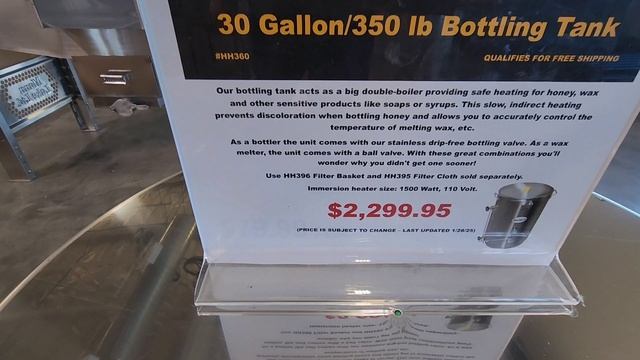 30 Gallon/350 lb Bottling Tank
#HH360
QUALIFIES FOR FREE SHIPPING
Our bottling tank acts as a big double-boiler providing safe heating for honey, wax
and other sensitive products like soaps or syrups. This slow, indirect heating
prevents discoloration when bottling honey and allows you to accurately control the
temperature of melting wax, etc.
As a bottler the unit comes with our stainless drip-free bottling valve. As a wax
melter, the unit comes with a ball valve. With these great combinations you'll
wonder why you didn't get one sooner!
Use HH396 Filter Basket and HH395 Filter Cloth sold separately.
Immersion heater size: 1500 Watt, 110 Volt.
$2,299.95
(PRICE IS SUBJECT TO CHANGE - LAST UPDATED 1/28/25)